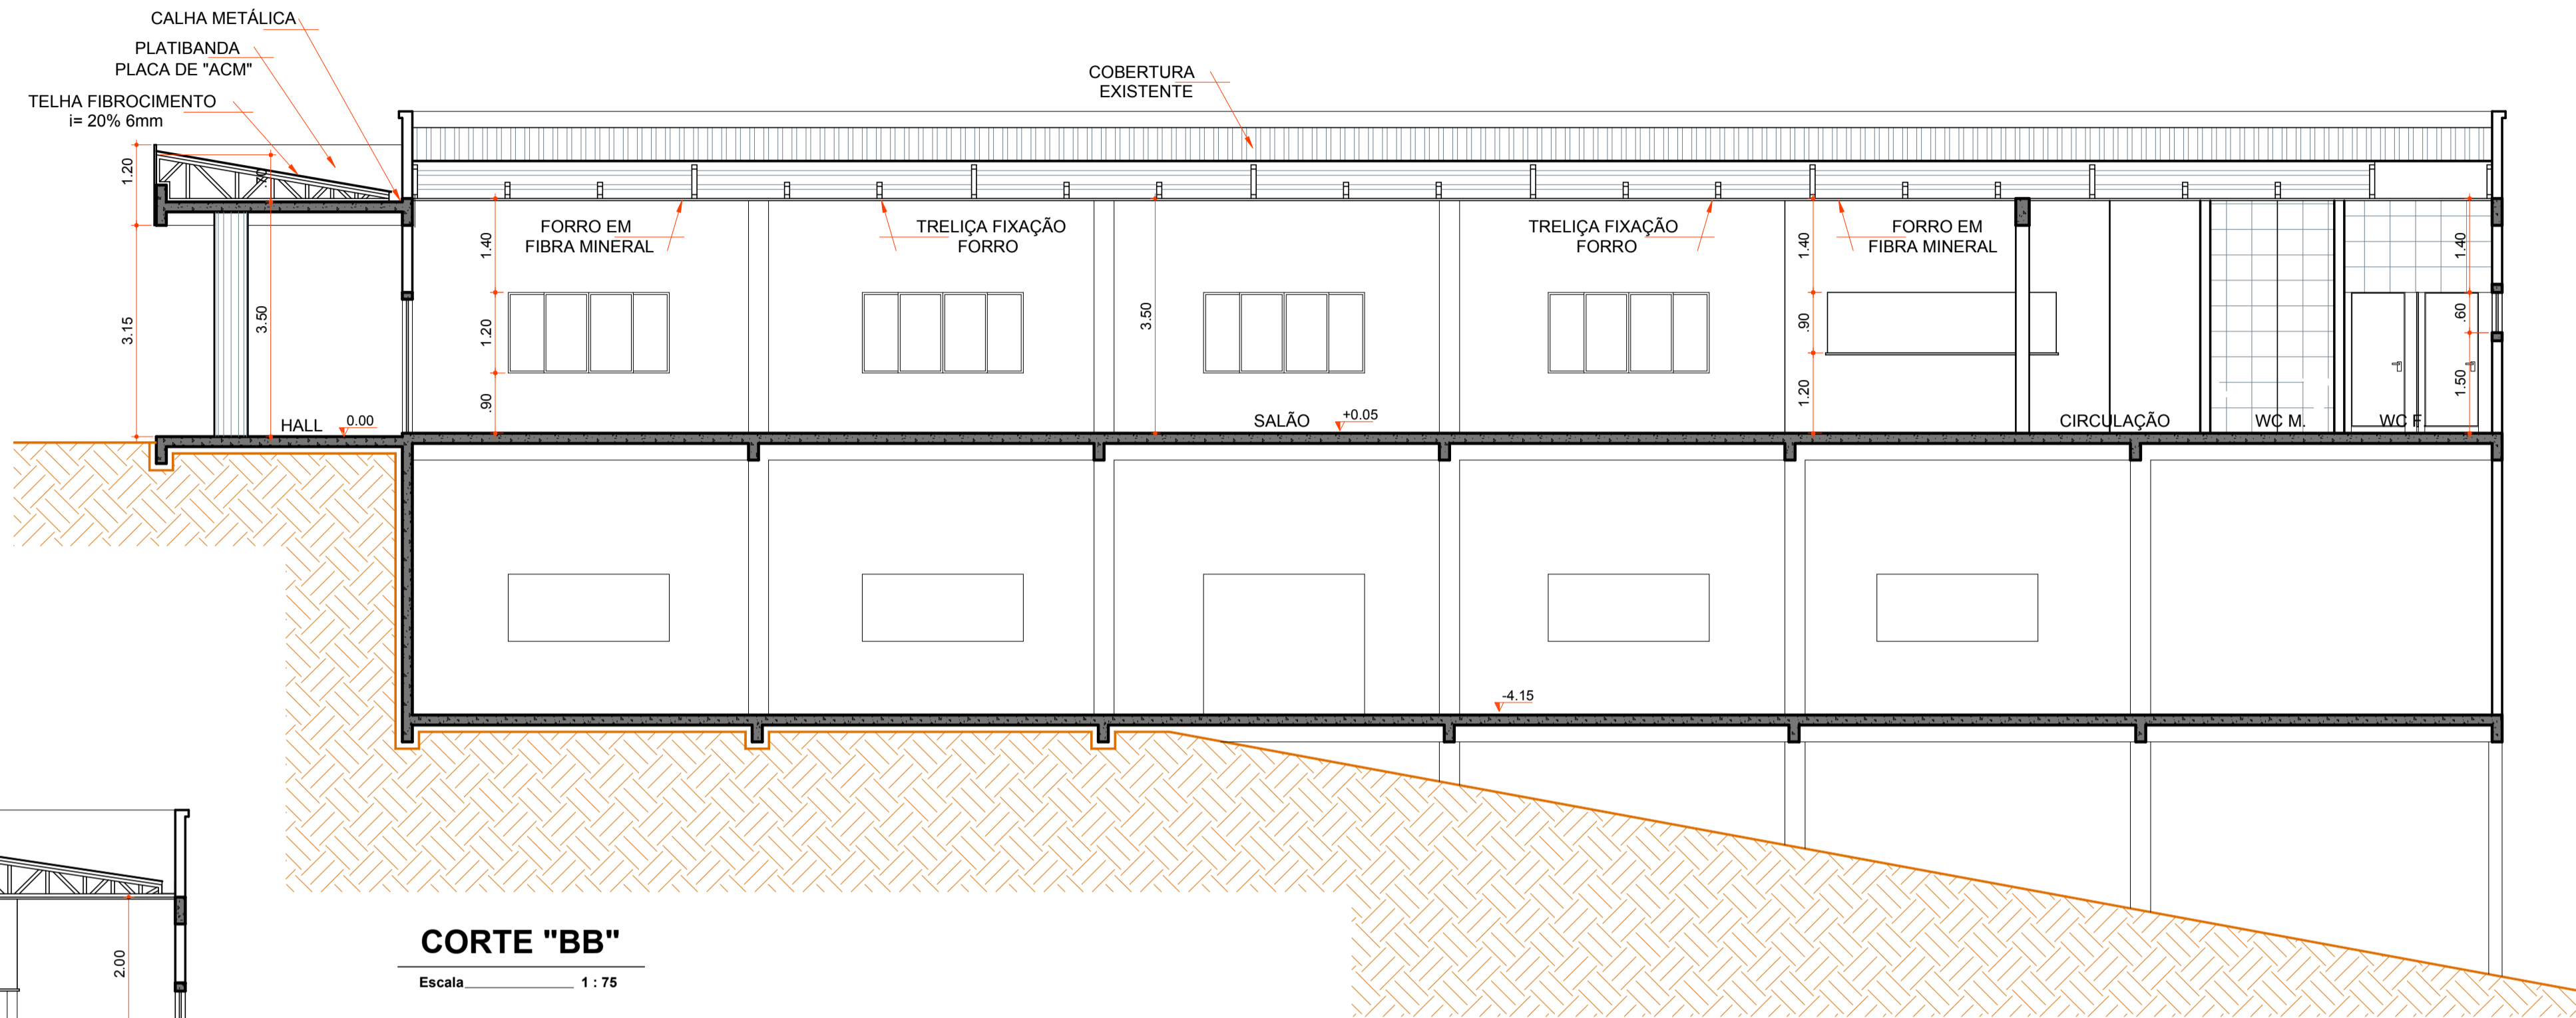 CALHA METÁLICA
PLATIBANDA
PLACA DE "ACM"
TELHA FIBROCIMENTO
i= 20% 6mm
COBERTURA
EXISTENTE
1.20
.70
3.15
3.50
FORRO EM
FIBRA MINERAL
TRELIÇA FIXAÇÃO
FORRO
TRELIÇA FIXAÇÃO
FORRO
FORRO EM
FIBRA MINERAL
1.40
1.20
.90
3.50
1.40
.90
1.20
1.40
.60
1.50
HALL
0.00
SALÃO
+0.05
CIRCULAÇÃO
WC M.
WC F.
-4.15
2.00
CORTE "BB"
Escala 1 : 75